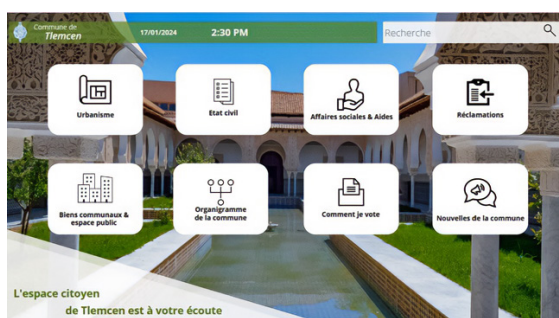 Commune de
Tlemcen
17/01/2024
2:30 PM
Recherche
Urbanisme
Etat civil
Affaires sociales & Aides
Réclamations
Biens communaux &
espace public
Organigramme
de la commune
Comment je vote
Nouvelles de la commune
L'espace citoyen
de Tlemcen est à votre écoute